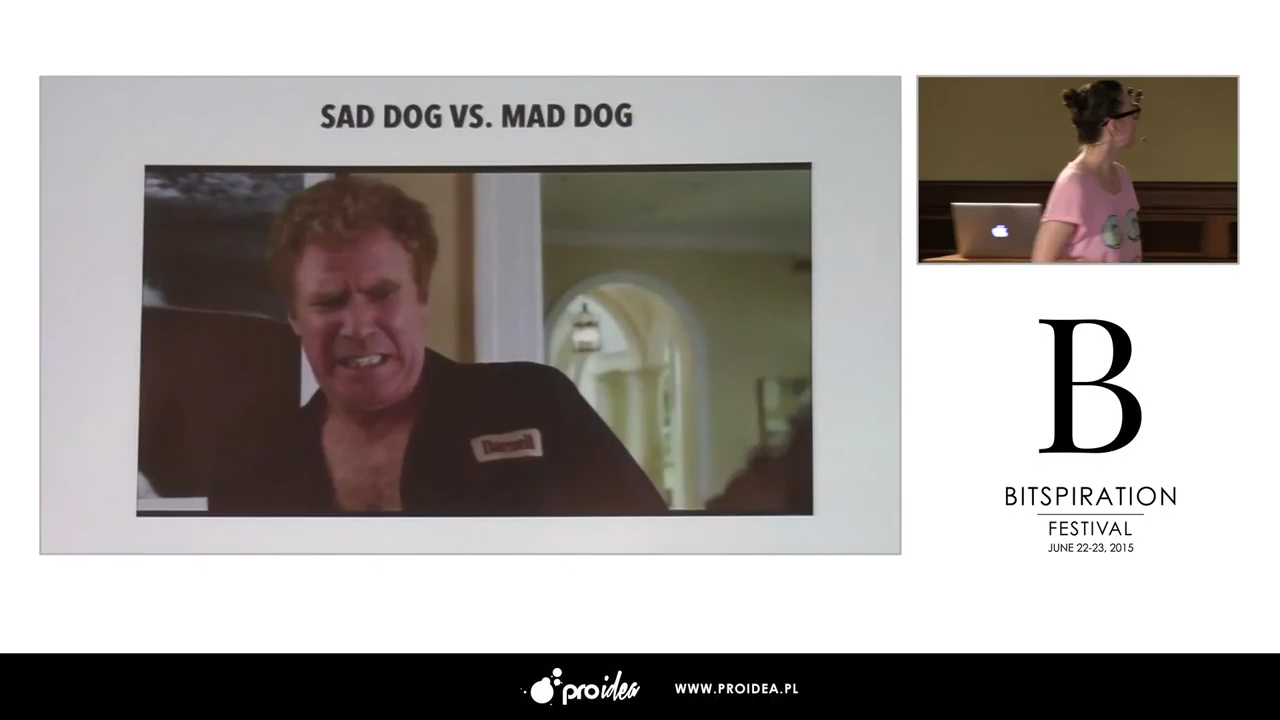 SAD DOG VS. MAD DOG
B
BITSPIRATION
FESTIVAL
JUNE 22-23, 2015
proidea
WWW.PROIDEA.PL